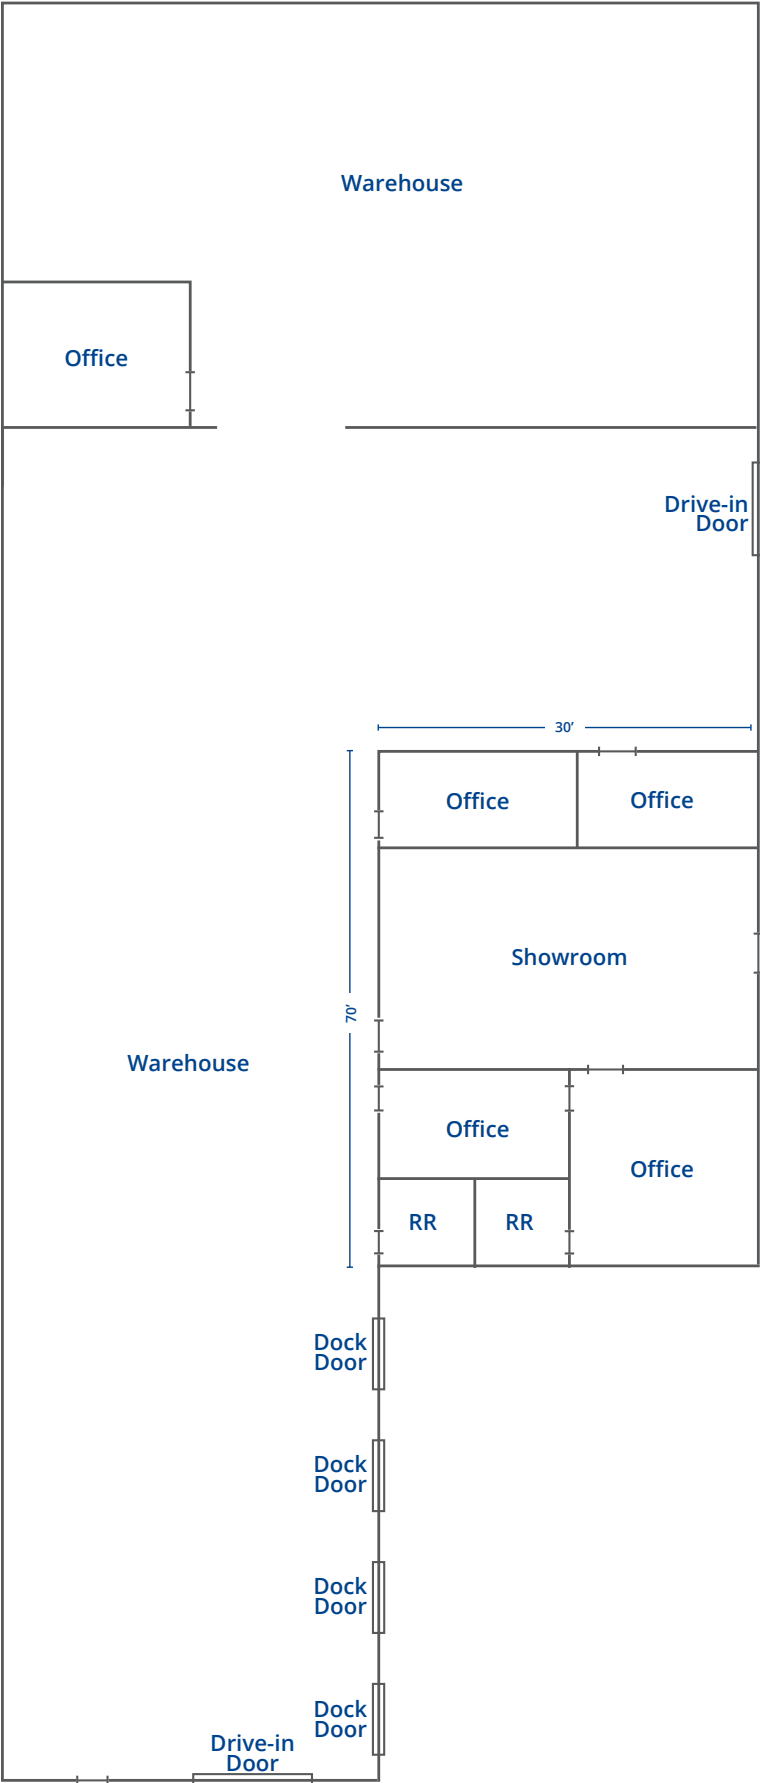 Warehouse
Office
Drive-in
Door
30’
Office
Office
Showroom
70’
Warehouse
Office
Office
RR
RR
Dock
Door
Dock
Door
Dock
Door
Dock
Door
Drive-in
Door